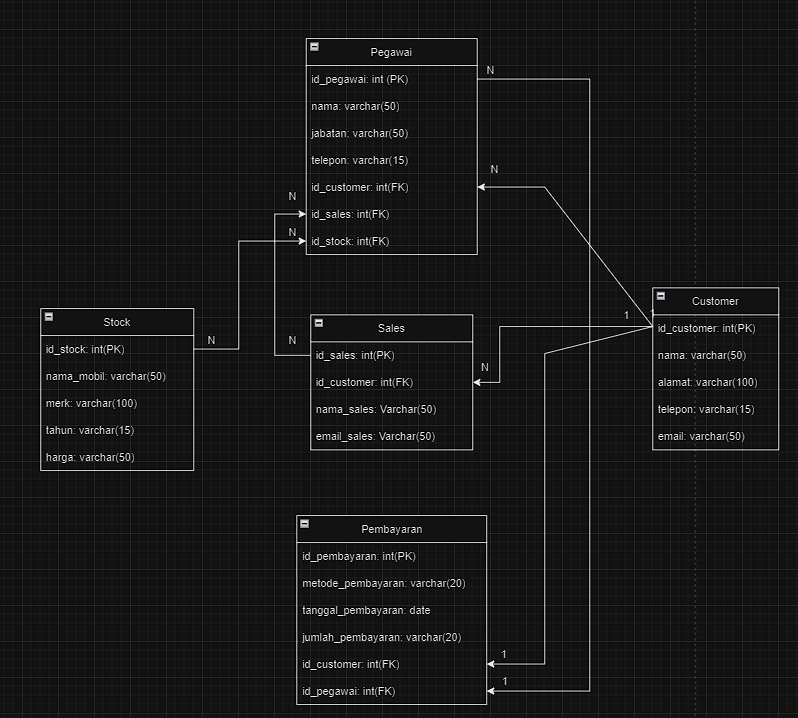 Pegawai
id_pegawai: int (PK)
nama: varchar(50)
jabatan: varchar(50)
telepon: varchar(15)
id_customer: int(FK)
id_sales: int(FK)
id_stock: int(FK)
N
N
N
N
Stock
id_stock: int(PK)
nama_mobil: varchar(50)
merk: varchar(100)
tahun: varchar(15)
harga: varchar(50)
N
N
Sales
id_sales: int(PK)
id_customer: int(FK)
nama_sales: Varchar(50)
email_sales: Varchar(50)
N
1
1
Customer
id_customer: int(PK)
nama: varchar(50)
alamat: varchar(100)
telepon: varchar(15)
email: varchar(50)
Pembayaran
id_pembayaran: int(PK)
metode_pembayaran: varchar(20)
tanggal_pembayaran: date
jumlah_pembayaran: varchar(20)
id_customer: int(FK)
id_pegawai: int(FK)
1
1